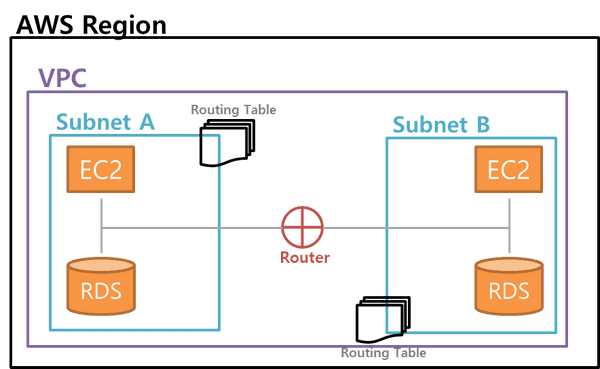 AWS Region
VPC
Routing Table
Subnet A
Subnet B
EC2
EC2
Router
RDS
RDS
Routing Table